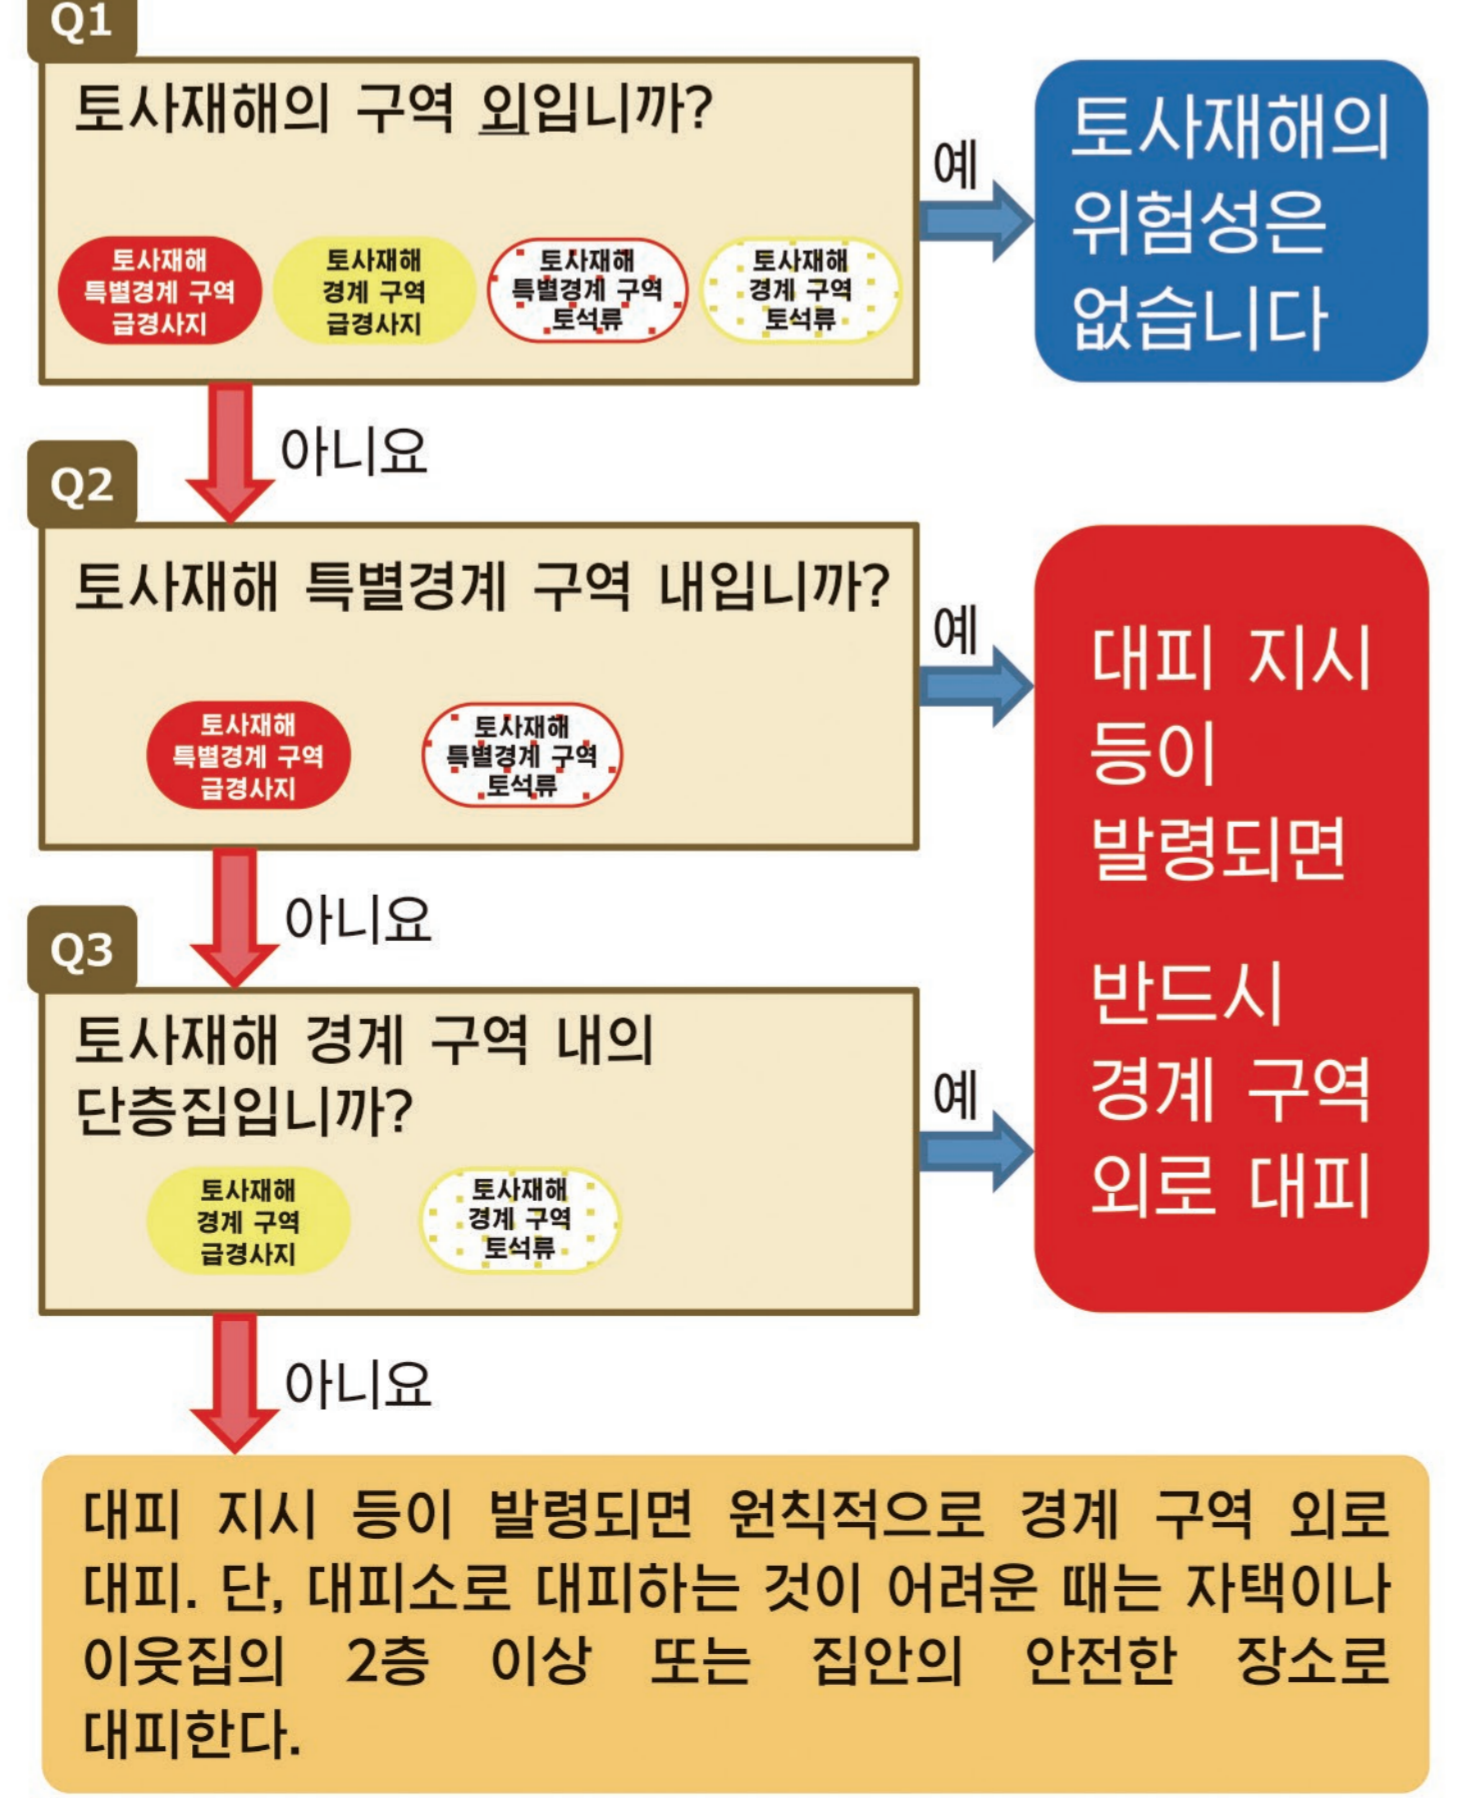 Q1
토사재해의 구역 외입니까?
토사재해
특별경계 구역
급경사지
토사재해
경계 구역
급경사지
토사재해
특별경계 구역
토석류
토사재해
경계 구역
토석류
예
토사재해의
위험성은
없습니다
아니요
Q2
토사재해 특별경계 구역 내입니까?
토사재해
특별경계 구역
급경사지
토사재해
특별경계 구역
토석류
예
대피 지시
등이
발령되면
반드시
경계 구역
외로 대피
아니요
Q3
토사재해 경계 구역 내의
단층집입니까?
토사재해
경계 구역
급경사지
토사재해
경계 구역
토석류
예
아니요
대피 지시 등이 발령되면 원칙적으로 경계 구역 외로
대피. 단, 대피소로 대피하는 것이 어려운 때는 자택이나
이웃집의 2층 이상 또는 집안의 안전한 장소로
대피한다.